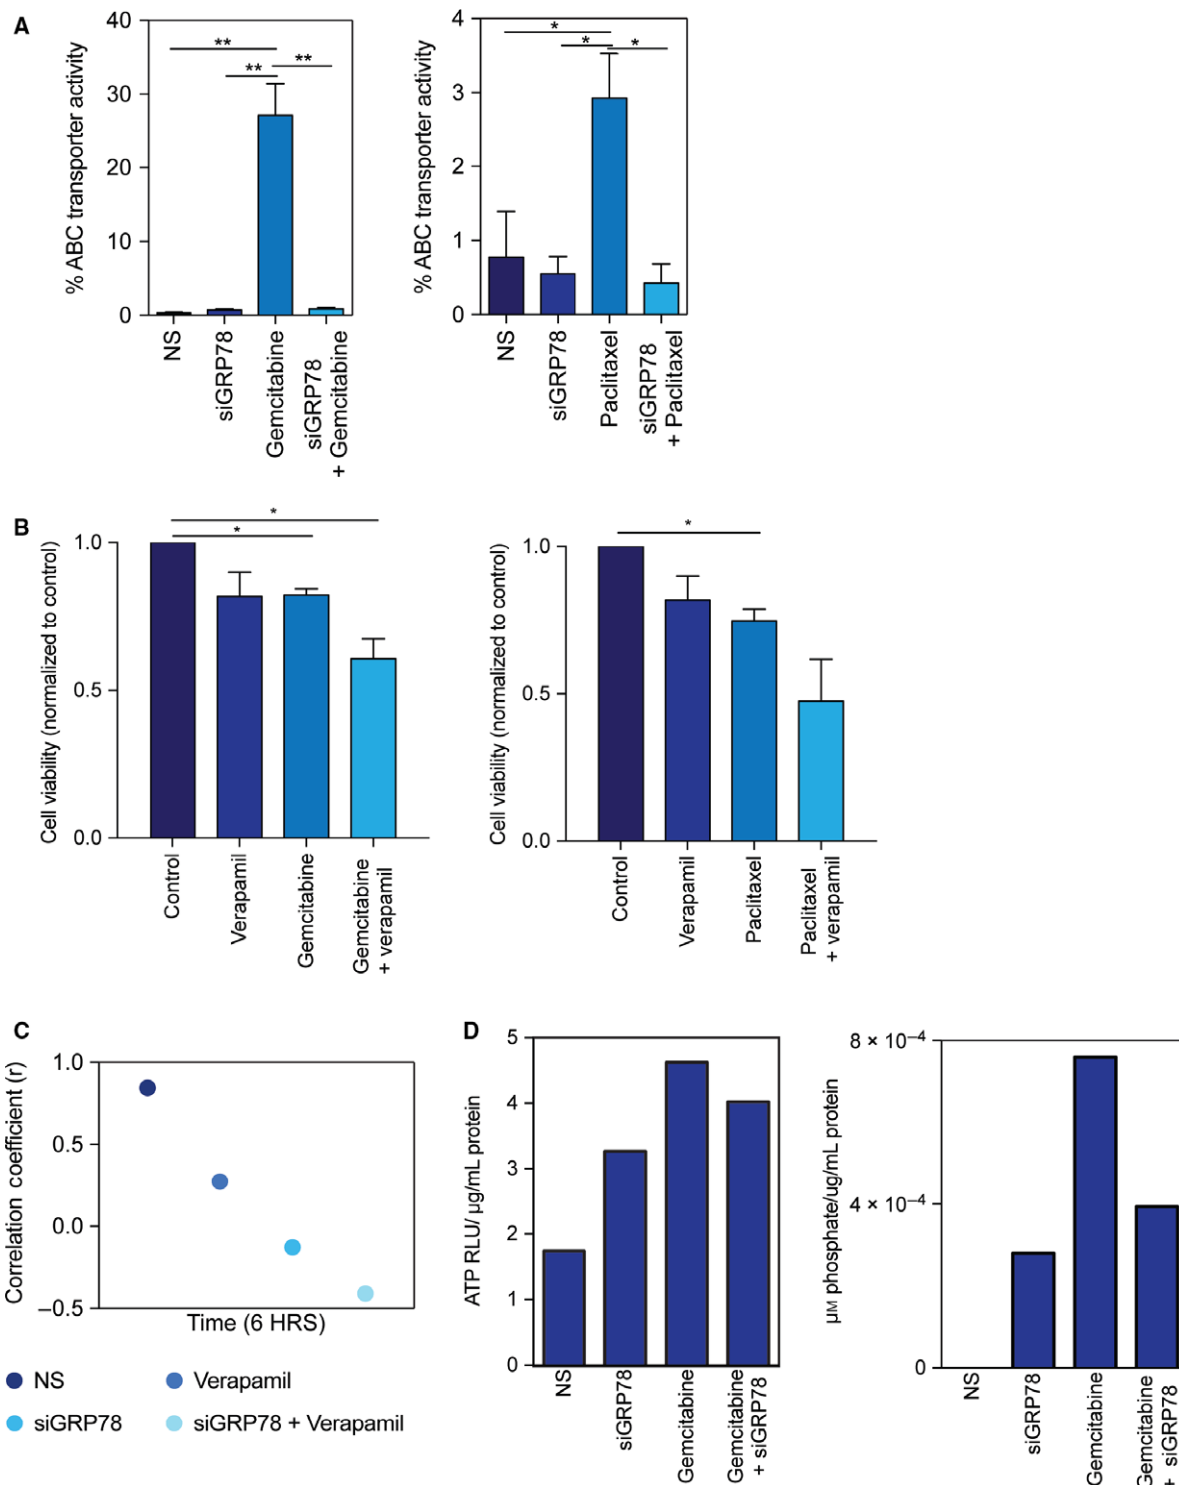 A
% ABC transporter activity
40
30
20
10
0
**
**
**
NS
siGRP78
Gemcitabine
siGRP78
+ Gemcitabine
% ABC transporter activity
4
3
2
1
0
*
*
*
NS
siGRP78
Paclitaxel
siGRP78
+ Paclitaxel
B
Cell viability (normalized to control)
1.0
0.5
0.0
*
*
Control
Verapamil
Gemcitabine
Gemcitabine
+ verapamil
Cell viability (normalized to control)
1.0
0.5
0.0
*
Control
Verapamil
Paclitaxel
Paclitaxel
+ verapamil
C
Correlation coefficient (r)
1.0
0.5
0.0
–0.5
Time (6 HRS)
NS
Verapamil
siGRP78
siGRP78 + Verapamil
D
ATP RLU/ µg/mL protein
5
4
3
2
1
0
NS
siGRP78
Gemcitabine
Gemcitabine
+ siGRP78
µM phosphate/ug/mL protein
8 × 10⁻⁴
4 × 10⁻⁴
0
NS
siGRP78
Gemcitabine
Gemcitabine
+ siGRP78